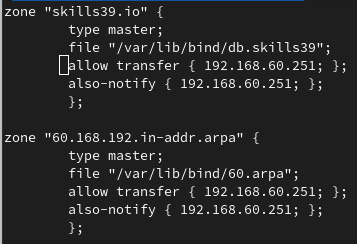 zone "skills39.io" {
type master;
file "/var/lib/bind/db.skills39";
allow transfer { 192.168.60.251; };
also-notify { 192.168.60.251; };
};
zone "60.168.192.in-addr.arpa" {
type master;
file "/var/lib/bind/60.arpa";
allow transfer { 192.168.60.251; };
also-notify { 192.168.60.251; };
};